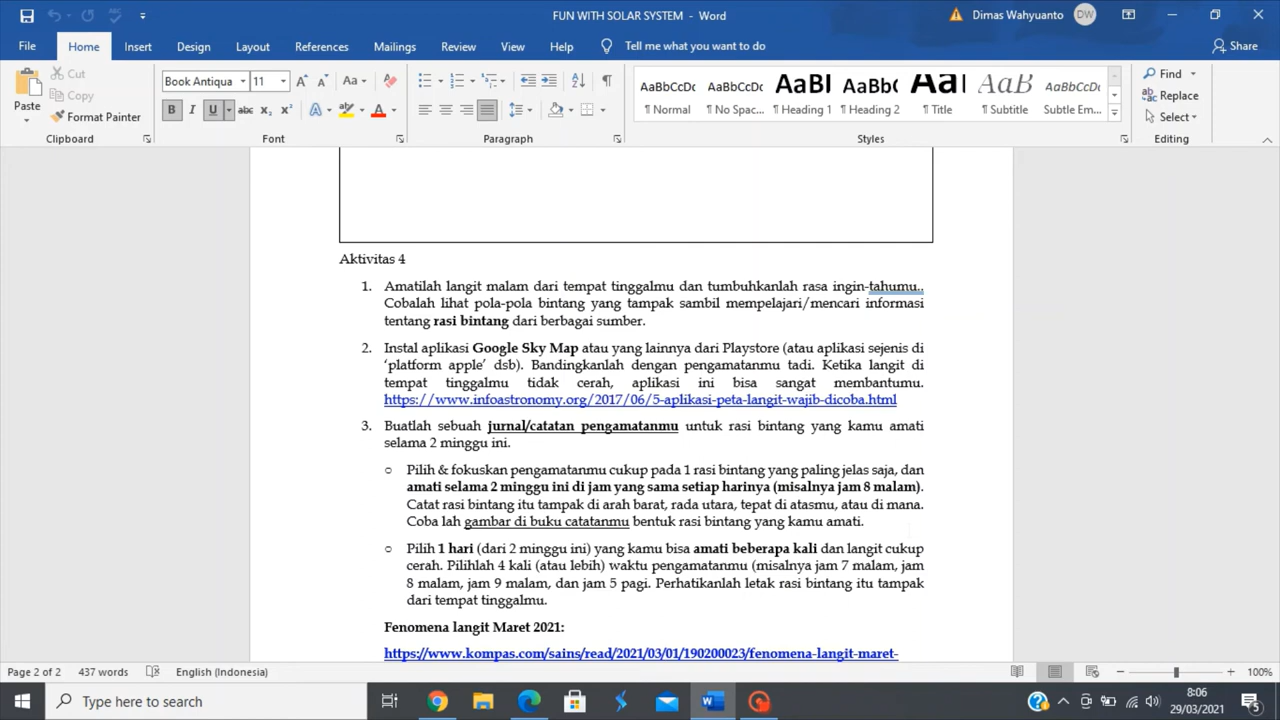 FUN WITH SOLAR SYSTEM - Word
Dimas Wahyuanto DW
File Home Insert Design Layout References Mailings Review View Help Tell me what you want to do Share
Paste
Cut
Copy
Format Painter
Clipboard
Book Antiqua 11
Font
Paragraph
AaBbCcDc AaBbCcDc AaBl AaBbCc AaI AaB AaBbCcDc
¶ Normal ¶ No Spac... ¶ Heading 1 ¶ Heading 2 ¶ Title ¶ Subtitle Subtle Em...
Styles
Find
Replace
Select
Editing
Aktivitas 4
1. Amatilah langit malam dari tempat tinggalmu dan tumbuhkanlah rasa ingin-tahumu..
Cobalah lihat pola-pola bintang yang tampak sambil mempelajari/mencari informasi
tentang rasi bintang dari berbagai sumber.
2. Instal aplikasi Google Sky Map atau yang lainnya dari Playstore (atau aplikasi sejenis di
‘platform apple’ dsb). Bandingkanlah dengan pengamatanmu tadi. Ketika langit di
tempat tinggalmu tidak cerah, aplikasi ini bisa sangat membantumu.
https://www.infoastronomy.org/2017/06/5-aplikasi-peta-langit-wajib-dicoba.html
3. Buatlah sebuah jurnal/catatan pengamatanmu untuk rasi bintang yang kamu amati
selama 2 minggu ini.
○ Pilih & fokuskan pengamatanmu cukup pada 1 rasi bintang yang paling jelas saja, dan
amati selama 2 minggu ini di jam yang sama setiap harinya (misalnya jam 8 malam).
Catat rasi bintang itu tampak di arah barat, rada utara, tepat di atasmu, atau di mana.
Coba lah gambar di buku catatanmu bentuk rasi bintang yang kamu amati.
○ Pilih 1 hari (dari 2 minggu ini) yang kamu bisa amati beberapa kali dan langit cukup
cerah. Pilihlah 4 kali (atau lebih) waktu pengamatanmu (misalnya jam 7 malam, jam
8 malam, jam 9 malam, dan jam 5 pagi. Perhatikanlah letak rasi bintang itu tampak
dari tempat tinggalmu.
Fenomena langit Maret 2021:
https://www.kompas.com/sains/read/2021/03/01/190200023/fenomena-langit-maret-
Page 2 of 2 437 words English (Indonesia) 100%
Type here to search
8:06
29/03/2021
5